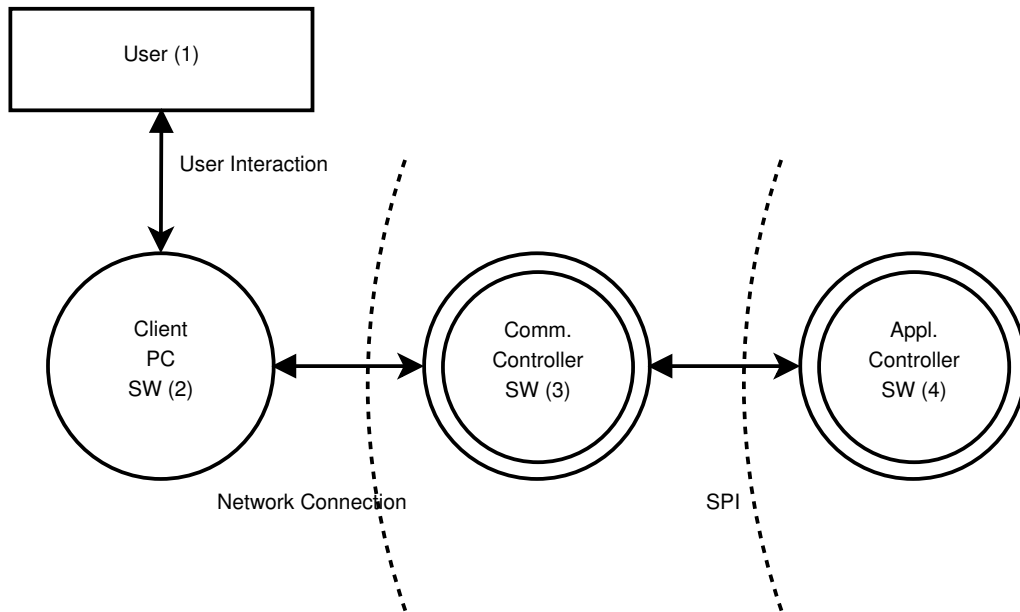 User (1)
User Interaction
Client
PC
SW (2)
Comm.
Controller
SW (3)
Appl.
Controller
SW (4)
Network Connection
SPI